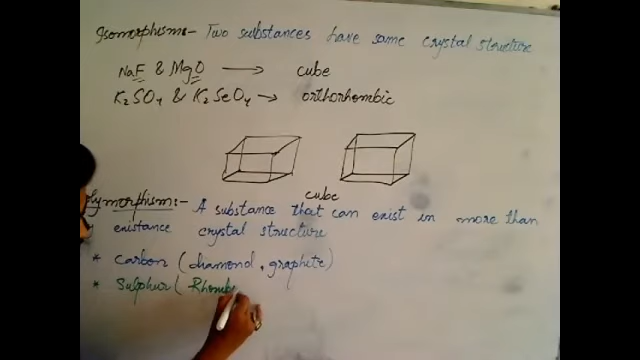 Isomorphism:- Two substances have same crystal structure
NaF & MgO → cube
K2SO4 & K2SeO4 → orthorhombic
cube
lymorphism:- A substance that can exist in more than
existance crystal structure
* Carbon (diamond, graphite)
* Sulphur ( Rhomb